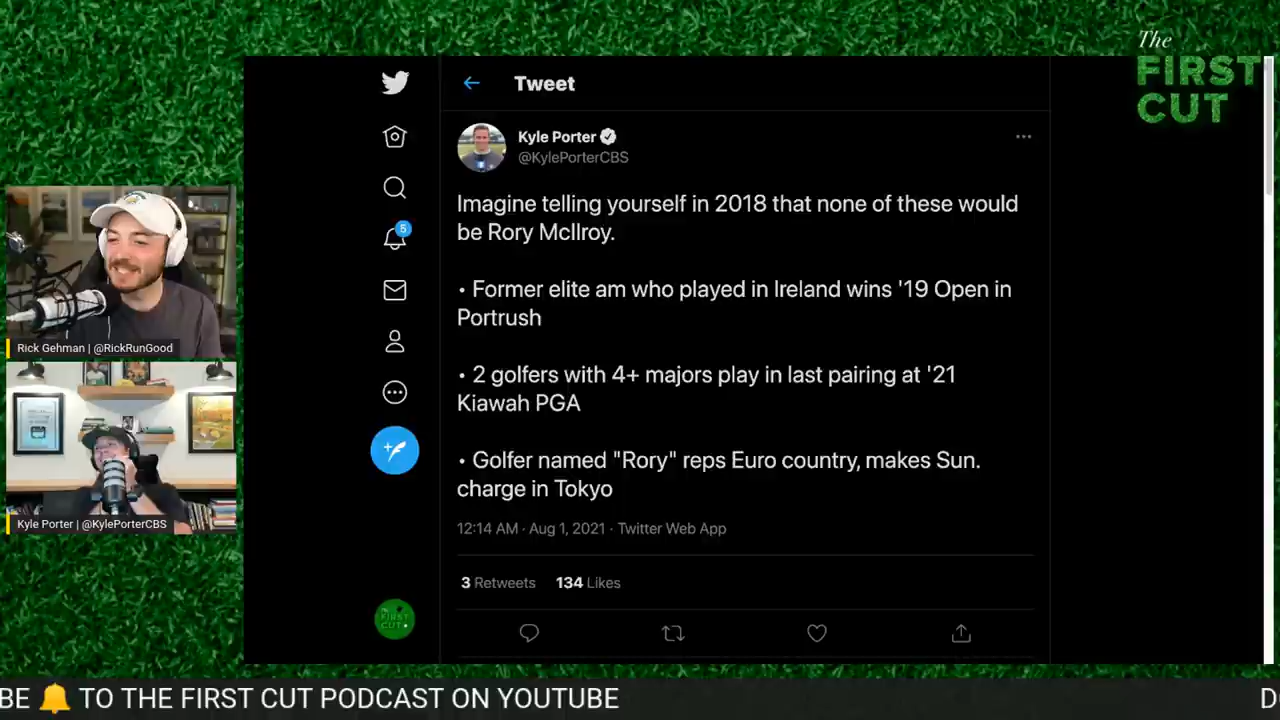 The
FIRST
CUT
Tweet
Kyle Porter
@KylePorterCBS
Imagine telling yourself in 2018 that none of these would
be Rory McIlroy.
• Former elite am who played in Ireland wins '19 Open in
Portrush
• 2 golfers with 4+ majors play in last pairing at '21
Kiawah PGA
• Golfer named "Rory" reps Euro country, makes Sun.
charge in Tokyo
12:14 AM · Aug 1, 2021 · Twitter Web App
3 Retweets 134 Likes
5
Rick Gehman | @RickRunGood
Kyle Porter | @KylePorterCBS
FIRST
CUT
BE 🔔 TO THE FIRST CUT PODCAST ON YOUTUBE
D